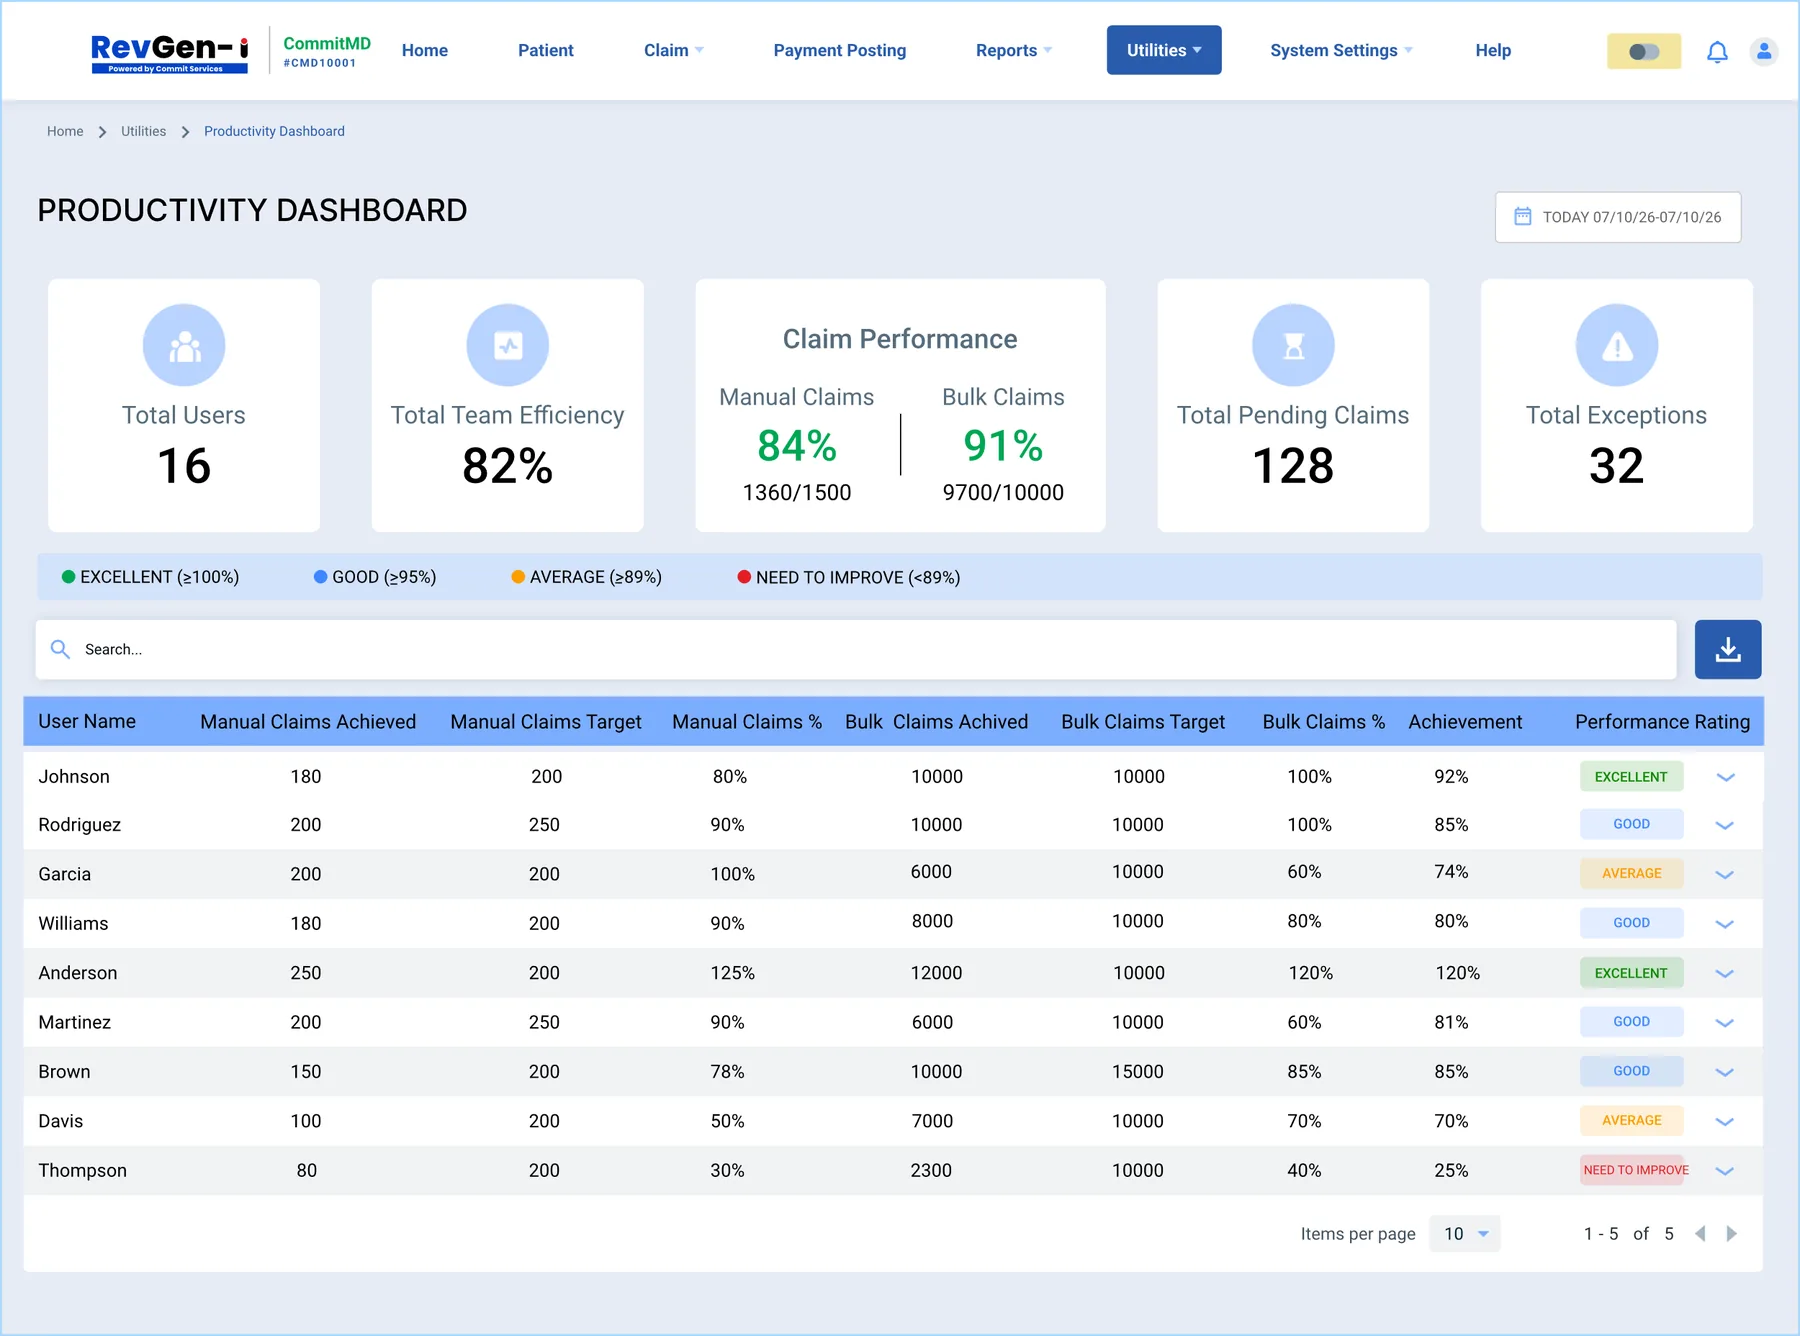 RevGen-i
Powered by Commit Services
CommitMD
#CMD10001
Home Patient Claim Payment Posting Reports Utilities System Settings Help
Home Utilities Productivity Dashboard
PRODUCTIVITY DASHBOARD
TODAY 07/10/26-07/10/26
Total Users
16
Total Team Efficiency
82%
Claim Performance
Manual Claims
84%
1360/1500
Bulk Claims
91%
9700/10000
Total Pending Claims
128
Total Exceptions
32
EXCELLENT (≥100%) GOOD (≥95%) AVERAGE (≥89%) NEED TO IMPROVE (<89%)
Search...
User Name Manual Claims Achieved Manual Claims Target Manual Claims % Bulk Claims Achived Bulk Claims Target Bulk Claims % Achievement Performance Rating
Johnson 180 200 80% 10000 10000 100% 92% EXCELLENT
Rodriguez 200 250 90% 10000 10000 100% 85% GOOD
Garcia 200 200 100% 6000 10000 60% 74% AVERAGE
Williams 180 200 90% 8000 10000 80% 80% GOOD
Anderson 250 200 125% 12000 10000 120% 120% EXCELLENT
Martinez 200 250 90% 6000 10000 60% 81% GOOD
Brown 150 200 78% 10000 15000 85% 85% GOOD
Davis 100 200 50% 7000 10000 70% 70% AVERAGE
Thompson 80 200 30% 2300 10000 40% 25% NEED TO IMPROVE
Items per page 10 1 - 5 of 5